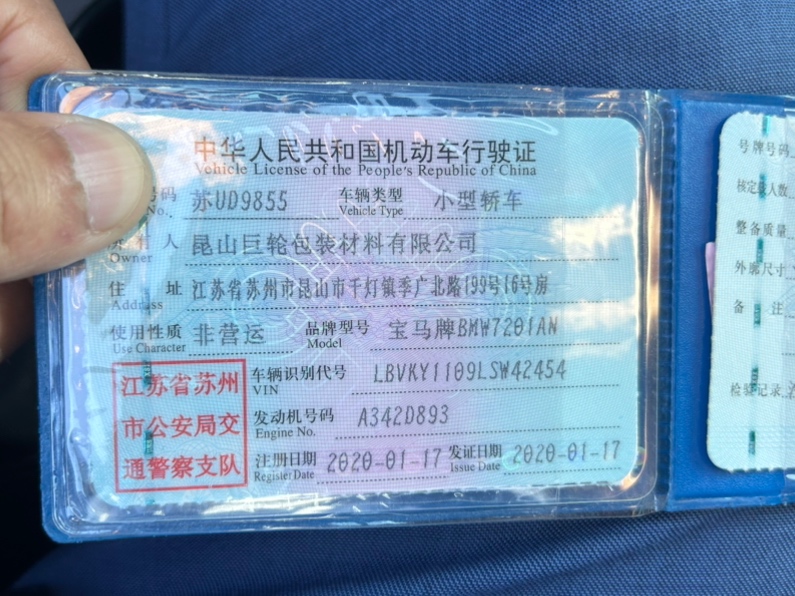 中华人民共和国机动车行驶证
Vehicle License of the People's Republic of China
号码 苏UD9855 车辆类型 小型轿车
No. Vehicle Type
有人 昆山巨轮包装材料有限公司
Owner
住址 江苏省苏州市昆山市千灯镇季广北路199号16号房
Address
使用性质 非营运 品牌型号 宝马牌BMW7201AN
Use Character Model
江苏省苏州
市公安局交
通警察支队
车辆识别代号 LBVKY1109LSW42454
VIN
发动机号码 A342D893
Engine No.
注册日期 2020-01-17 发证日期 2020-01-17
Register Date Issue Date
号牌号码
核定载人数
整备质量
外廓尺寸
备注
检验记录